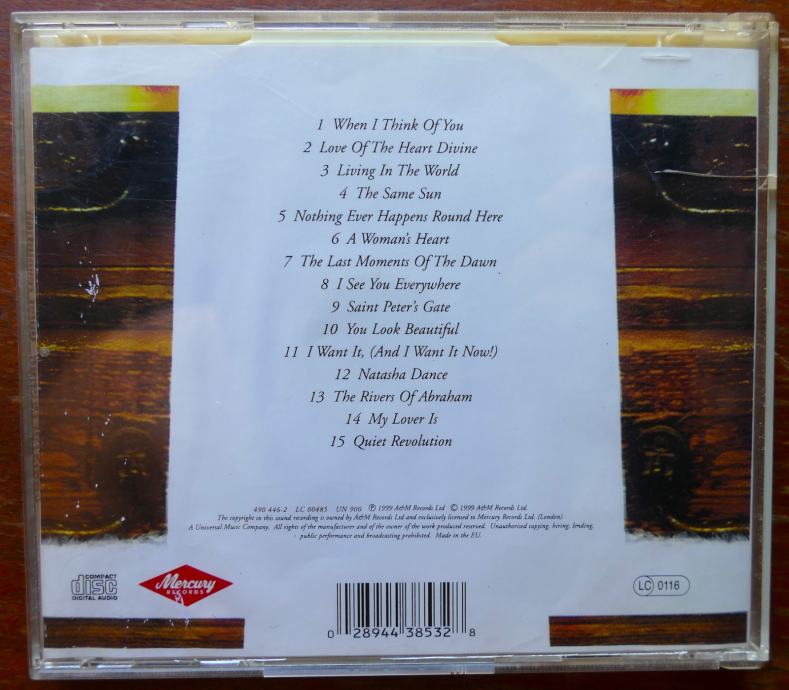 1 When I Think Of You
2 Love Of The Heart Divine
3 Living In The World
4 The Same Sun
5 Nothing Ever Happens Round Here
6 A Woman's Heart
7 The Last Moments Of The Dawn
8 I See You Everywhere
9 Saint Peter's Gate
10 You Look Beautiful
11 I Want It, (And I Want It Now!)
12 Natasha Dance
13 The Rivers Of Abraham
14 My Lover Is
15 Quiet Revolution
490 446-2 LC 00485 UN 900 ℗ 1999 A&M Records Ltd © 1999 A&M Records Ltd.
The copyright in this sound recording is owned by A&M Records Ltd and exclusively licensed to Mercury Records Ltd. (London)
A Universal Music Company. All rights of the manufacturer and of the owner of the work produced reserved. Unauthorised copying, hiring, lending,
public performance and broadcasting prohibited. Made in the EU.
COMPACT
disc
DIGITAL AUDIO
Mercury
RECORDS
LC 0116
0 28944 38532 8